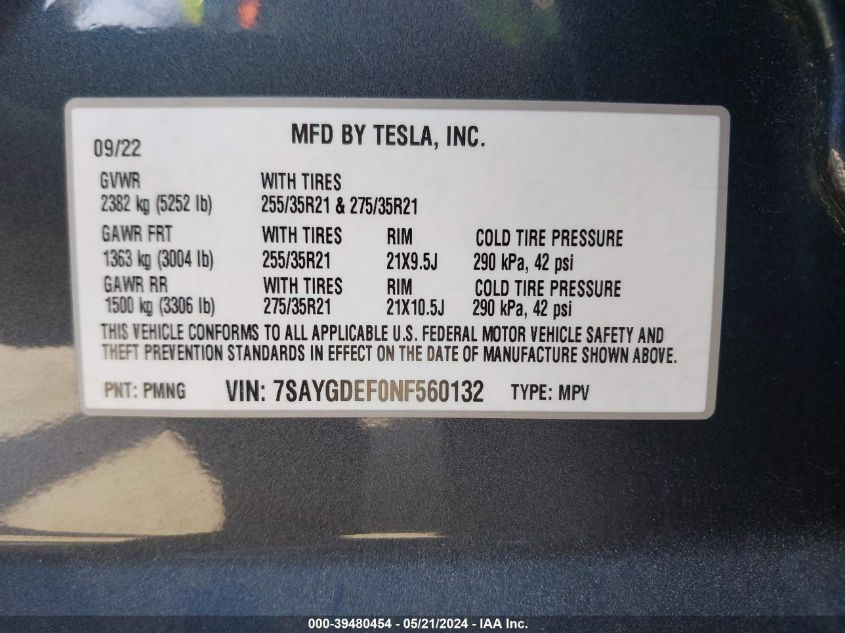 MFD BY TESLA, INC.
09/22
GVWR WITH TIRES
2382 kg (5252 lb) 255/35R21 & 275/35R21
GAWR FRT WITH TIRES RIM COLD TIRE PRESSURE
1363 kg (3004 lb) 255/35R21 21X9.5J 290 kPa, 42 psi
GAWR RR WITH TIRES RIM COLD TIRE PRESSURE
1500 kg (3306 lb) 275/35R21 21X10.5J 290 kPa, 42 psi
THIS VEHICLE CONFORMS TO ALL APPLICABLE U.S. FEDERAL MOTOR VEHICLE SAFETY AND
THEFT PREVENTION STANDARDS IN EFFECT ON THE DATE OF MANUFACTURE SHOWN ABOVE.
PNT: PMNG VIN: 7SAYGDEF0NF560132 TYPE: MPV
000-39480454 - 05/21/2024 - IAAI Inc.